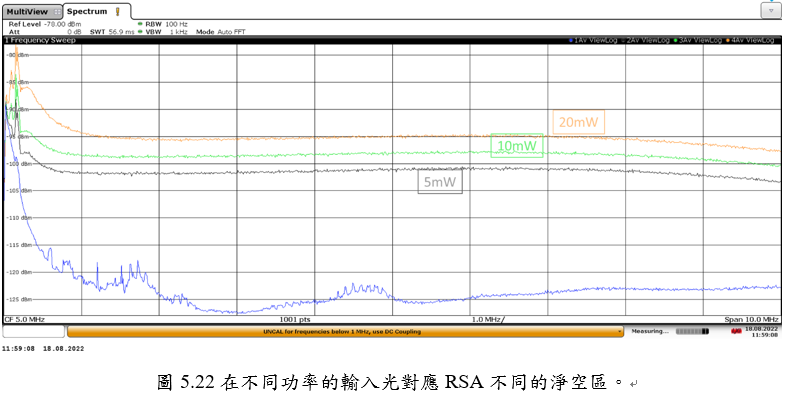 MultiView Spectrum
Ref Level -78.00 dBm RBW 100 Hz
Att 0 dB SWT 56.9 ms VBW 1 kHz Mode Auto FFT
1 Frequency Sweep 1Av ViewLog 2Av ViewLog 3Av ViewLog 4Av ViewLog
-80 dBm
-85 dBm
-90 dBm
20mW
-95 dBm
10mW
-100 dBm
5mW
-105 dBm
-110 dBm
-115 dBm
-120 dBm
-125 dBm
CF 5.0 MHz 1001 pts 1.0 MHz/ Span 10.0 MHz
UNCAL for frequencies below 1 MHz, use DC Coupling Measuring... 18.08.2022
11:59:08
11:59:08 18.08.2022
圖 5.22 在不同功率的輸入光對應 RSA 不同的淨空區。